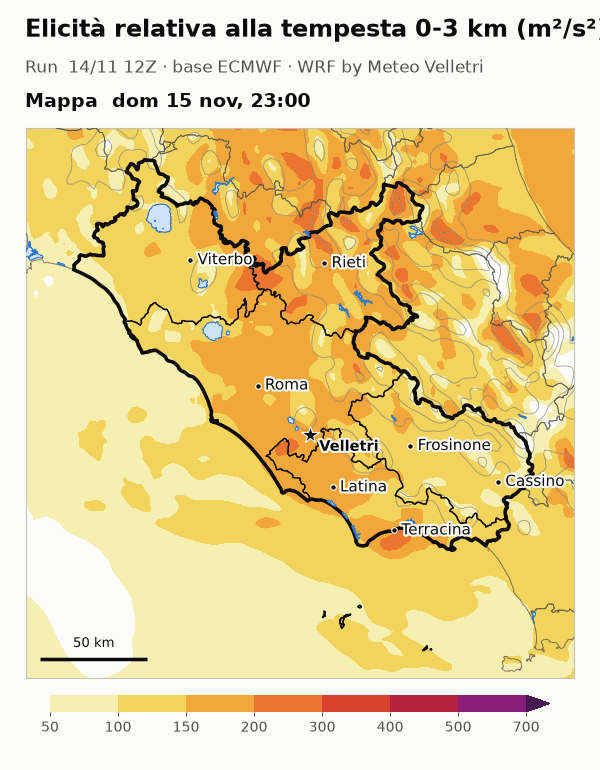 Elicità relativa alla tempesta 0-3 km (m²/s²)
Run 14/11 12Z · base ECMWF · WRF by Meteo Velletri
Mappa dom 15 nov, 23:00
Viterbo
Rieti
Roma
Velletri
Frosinone
Cassino
Latina
Terracina
50 km
50 100 150 200 300 400 500 700